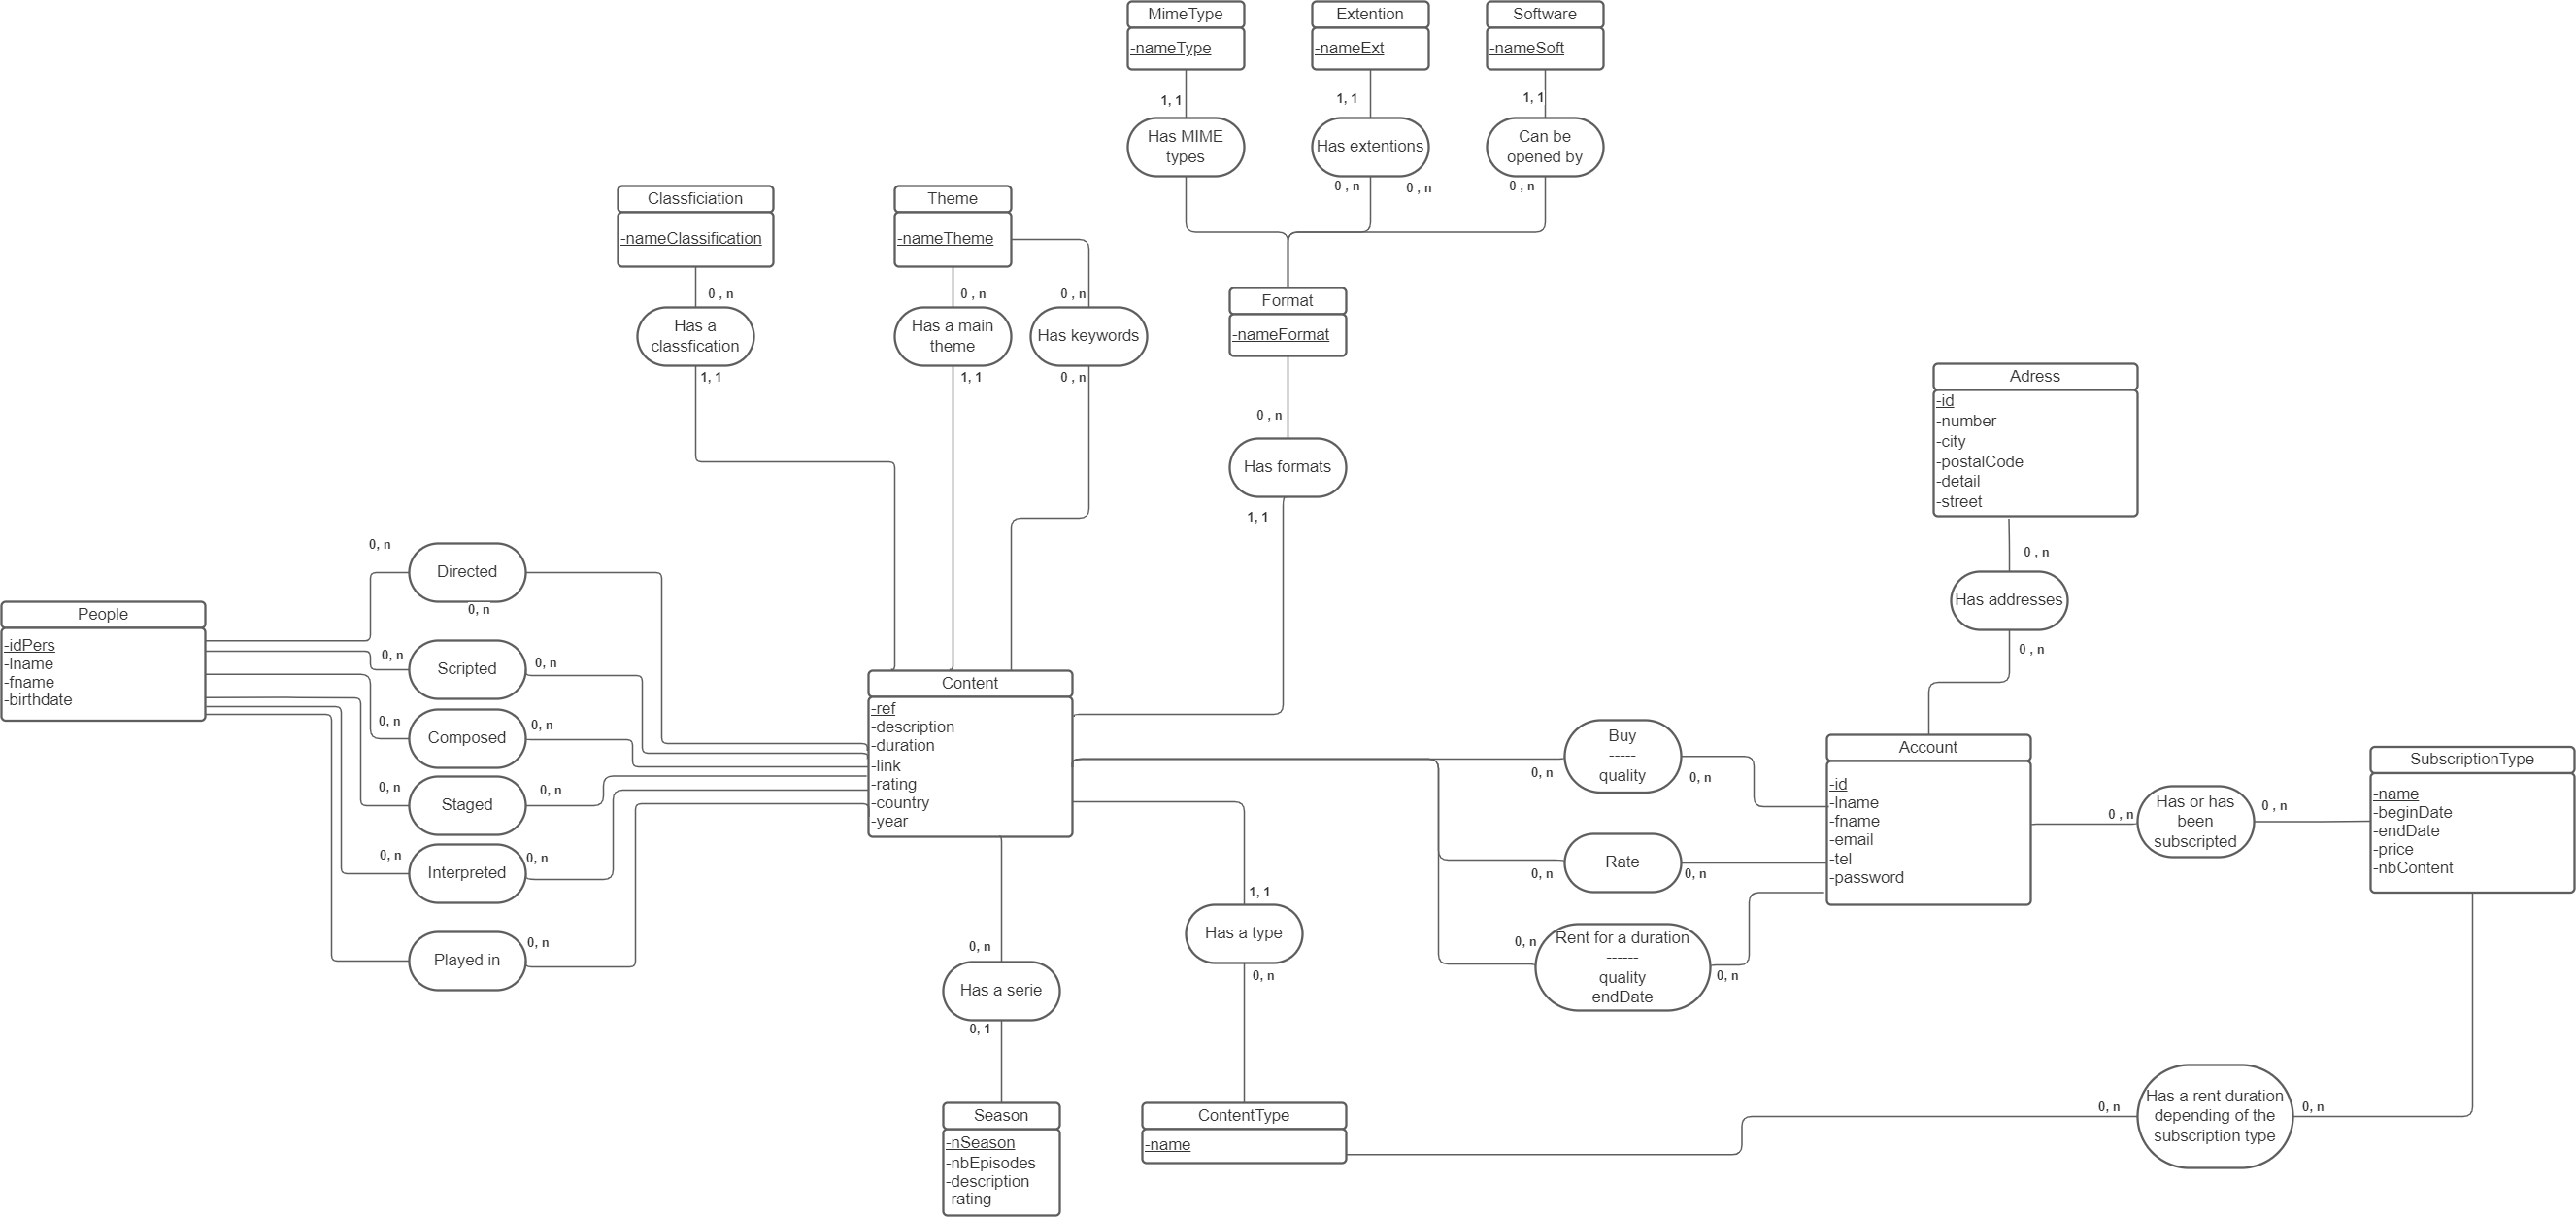 MimeType
-nameType
Extention
-nameExt
Software
-nameSoft
1, 1
1, 1
1, 1
Has MIME
types
Has extentions
Can be
opened by
0 , n
0 , n
0 , n
Classficiation
-nameClassification
Theme
-nameTheme
0 , n
0 , n
0 , n
Has a
classfication
Has a main
theme
Has keywords
1, 1
1, 1
0 , n
Format
-nameFormat
0 , n
Has formats
1, 1
Adress
-id
-number
-city
-postalCode
-detail
-street
0 , n
Has addresses
0 , n
People
-idPers
-lname
-fname
-birthdate
0, n
Directed
0, n
0, n
Scripted
0, n
0, n
Composed
0, n
0, n
Staged
0, n
0, n
Interpreted
0, n
Played in
0, n
Content
-ref
-description
-duration
-link
-rating
-country
-year
Buy
-----
quality
0, n
0, n
Rate
0, n
0, n
Rent for a duration
------
quality
endDate
0, n
0, n
Account
-id
-lname
-fname
-email
-tel
-password
0 , n
Has or has
been
subscripted
0 , n
SubscriptionType
-name
-beginDate
-endDate
-price
-nbContent
0, n
Has a serie
0, 1
1, 1
Has a type
0, n
Season
-nSeason
-nbEpisodes
-description
-rating
ContentType
-name
0, n
Has a rent duration
depending of the
subscription type
0, n